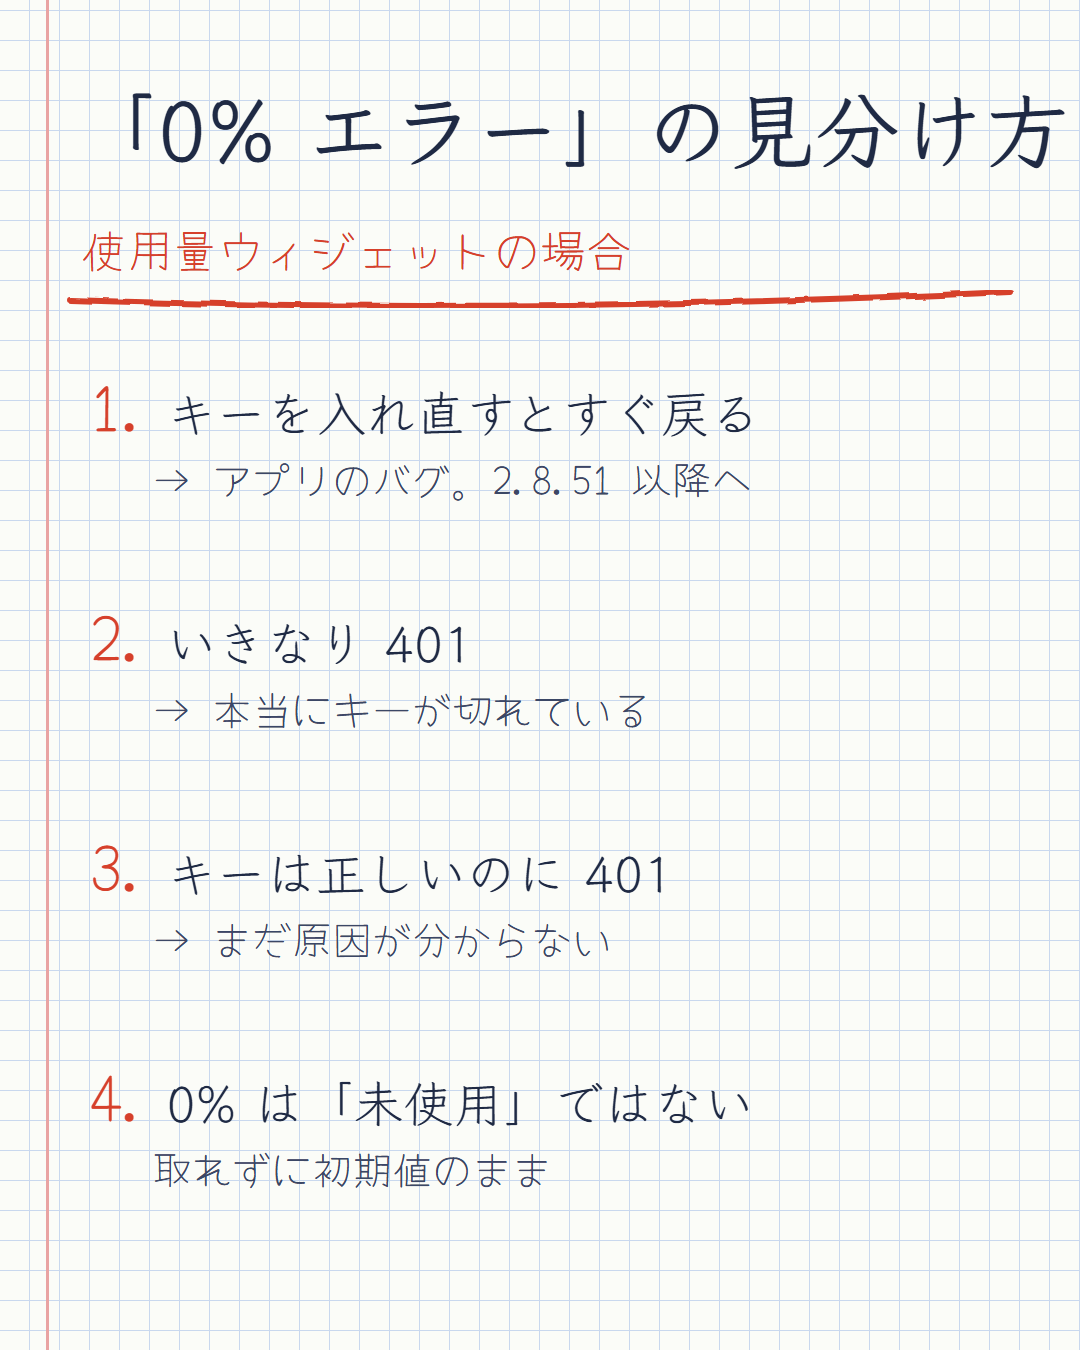 「0% エラー」の見分け方
使用量ウィジェットの場合
1. キーを入れ直すとすぐ戻る
→ アプリのバグ。2.8.51 以降へ
2. いきなり 401
→ 本当にキーが切れている
3. キーは正しいのに 401
→ まだ原因が分からない
4. 0% は「未使用」ではない
取れずに初期値のまま